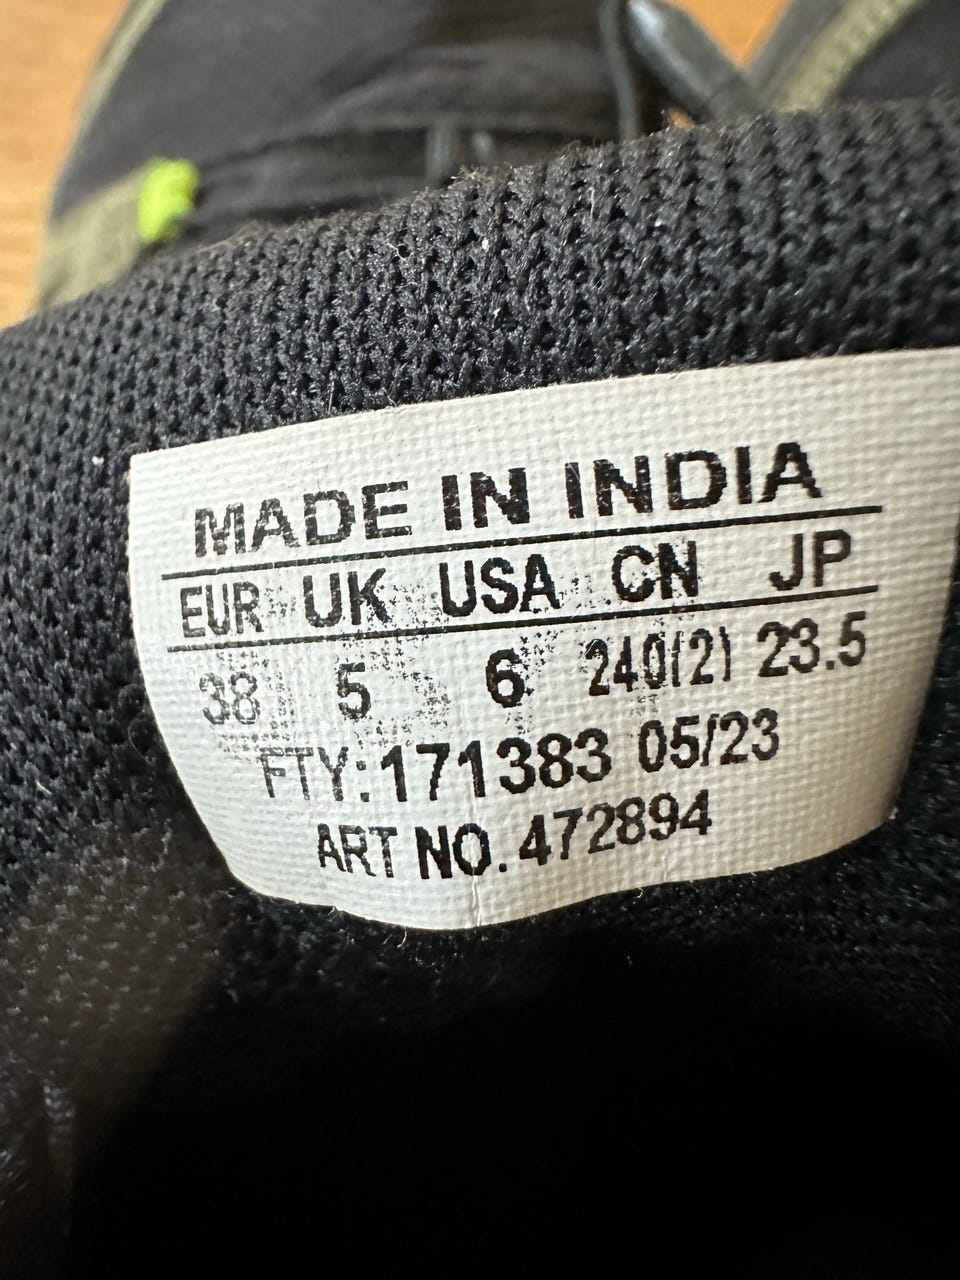 MADE IN INDIA
EUR UK USA CN JP
38 5 6 240(2) 23.5
FTY:171383 05/23
ART NO. 472894